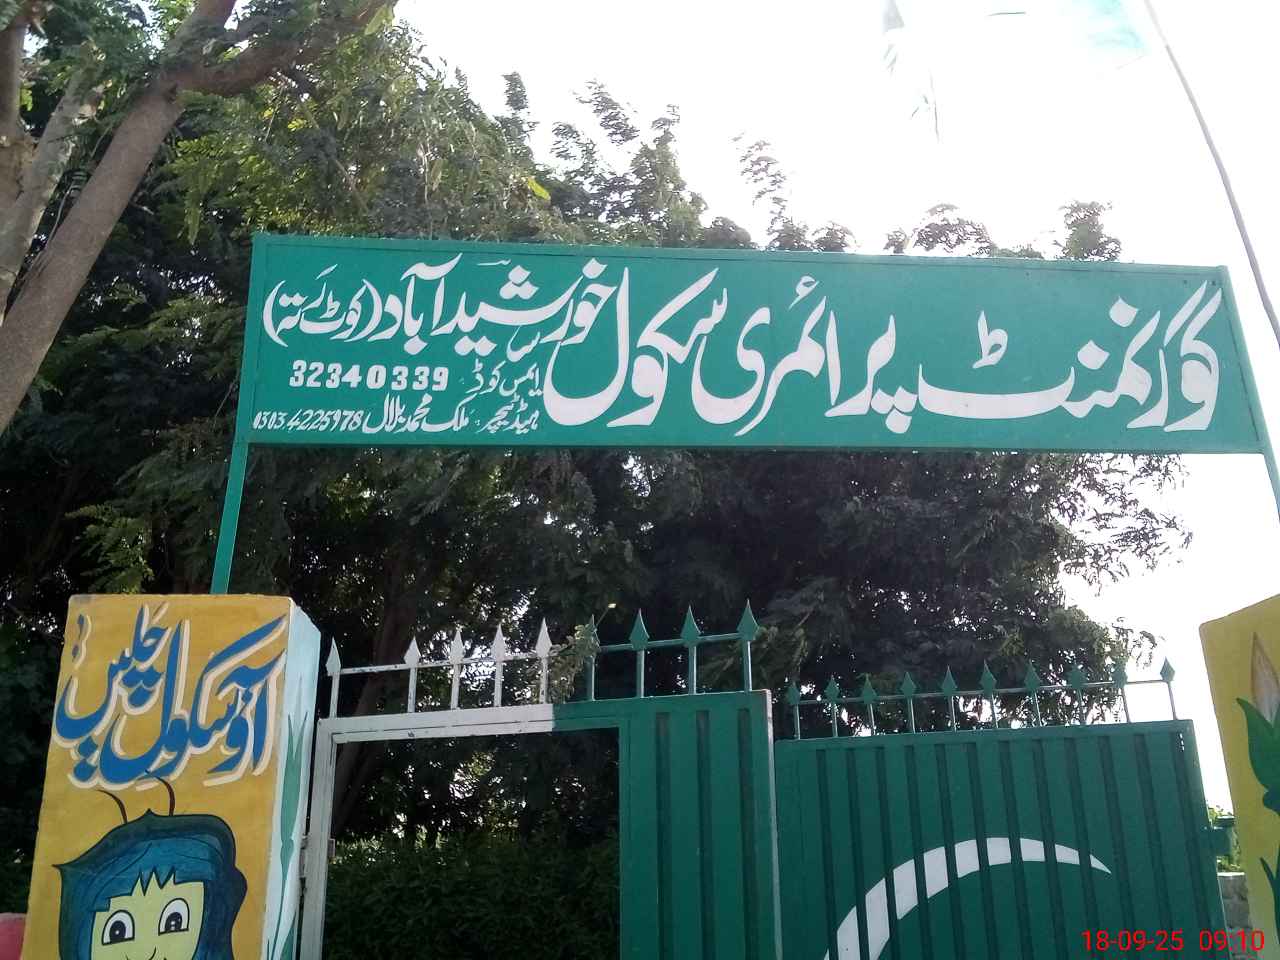 گورنمنٹ پرائمری سکول خورشید آباد (کوٹ رتہ)
ایمس کوڈ 32340339
ہیڈ ٹیچر ملک محمد بلال 0303.4225978
آؤ سکول چلیں
18-09-25 09:10